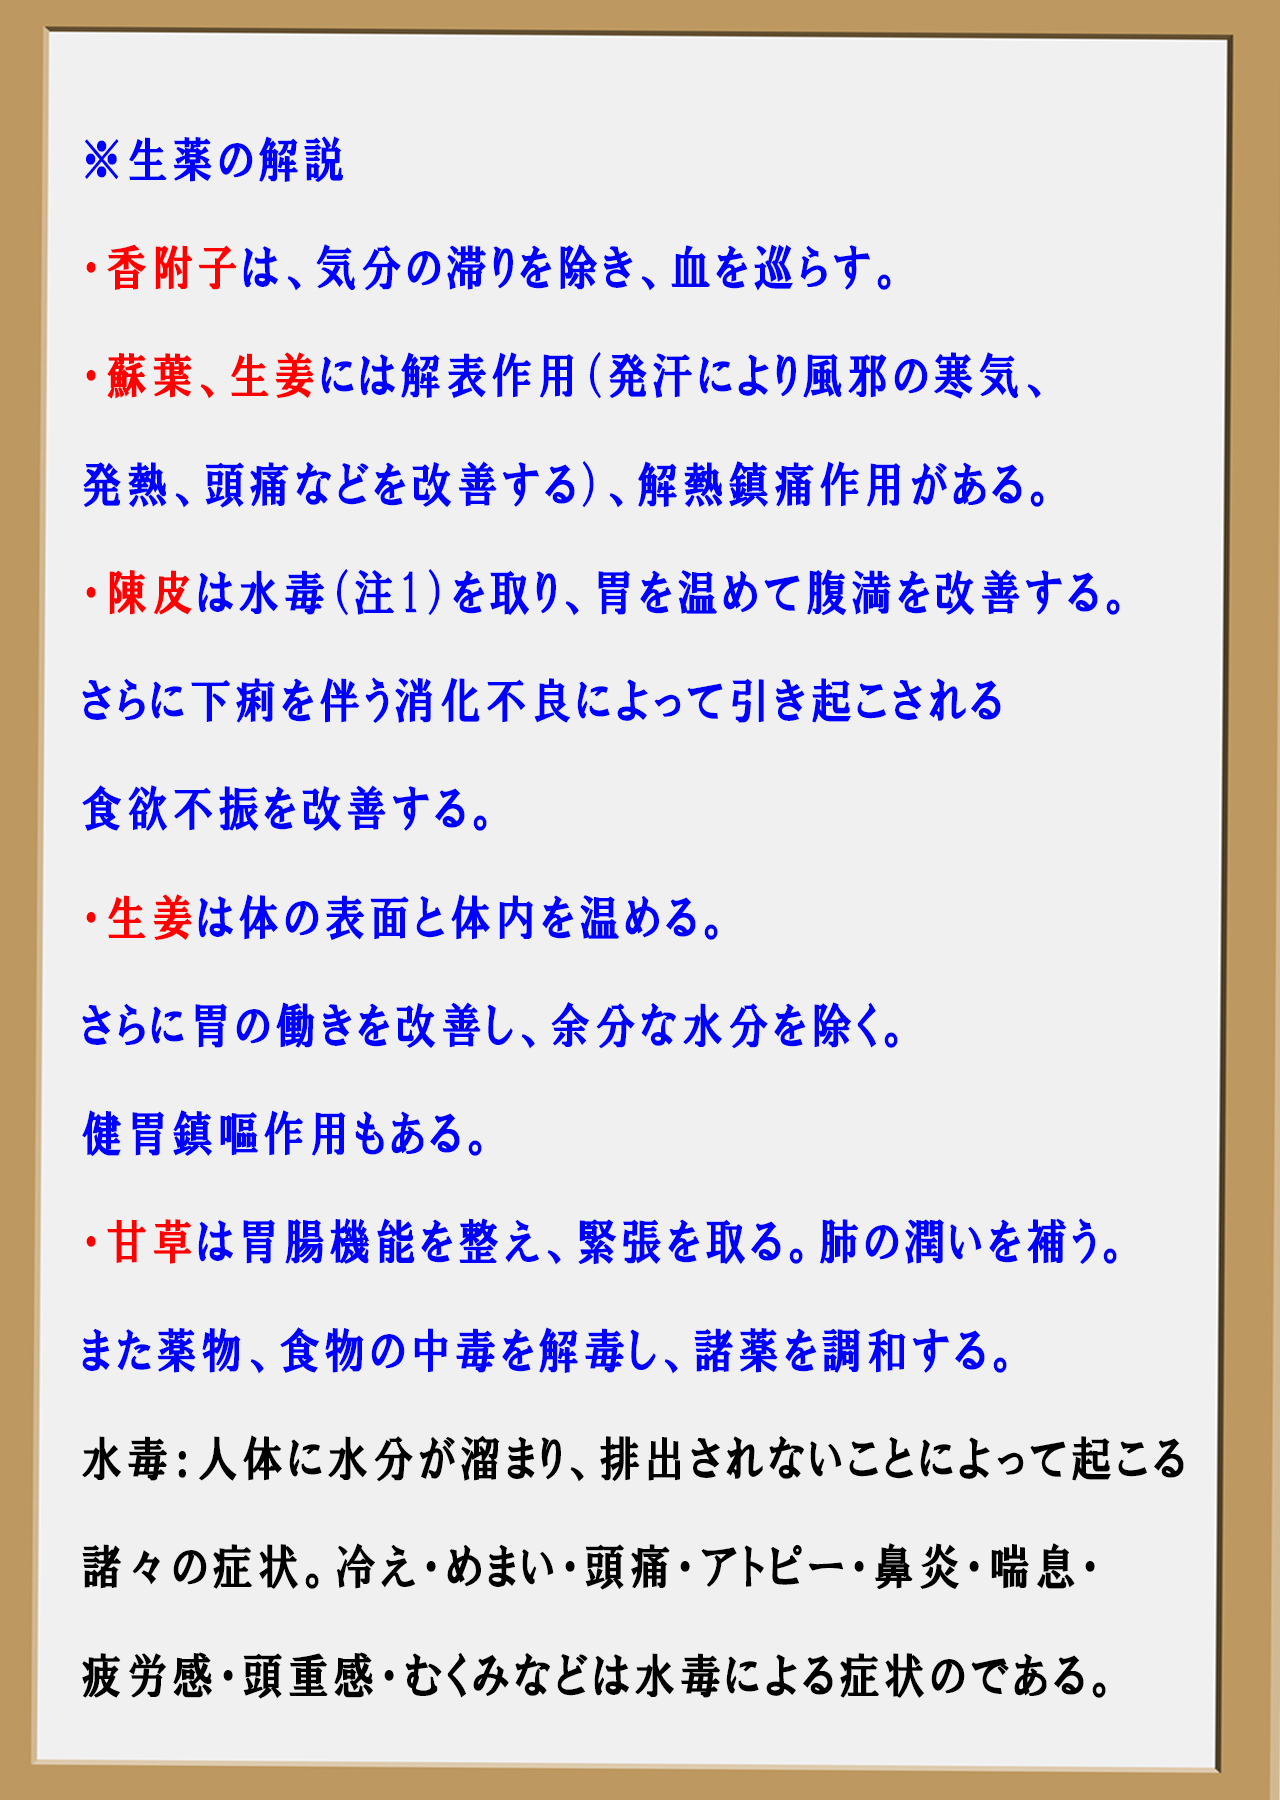 ※生薬の解説
・香附子は、気分の滞りを除き、血を巡らす。
・蘇葉、生姜には解表作用(発汗により風邪の寒気、
発熱、頭痛などを改善する)、解熱鎮痛作用がある。
・陳皮は水毒(注1)を取り、胃を温めて腹満を改善する。
さらに下痢を伴う消化不良によって引き起こされる
食欲不振を改善する。
・生姜は体の表面と体内を温める。
さらに胃の働きを改善し、余分な水分を除く。
健胃鎮嘔作用もある。
・甘草は胃腸機能を整え、緊張を取る。肺の潤いを補う。
また薬物、食物の中毒を解毒し、諸薬を調和する。
水毒:人体に水分が溜まり、排出されないことによって起こる
諸々の症状。冷え・めまい・頭痛・アトピー・鼻炎・喘息・
疲労感・頭重感・むくみなどは水毒による症状のである。